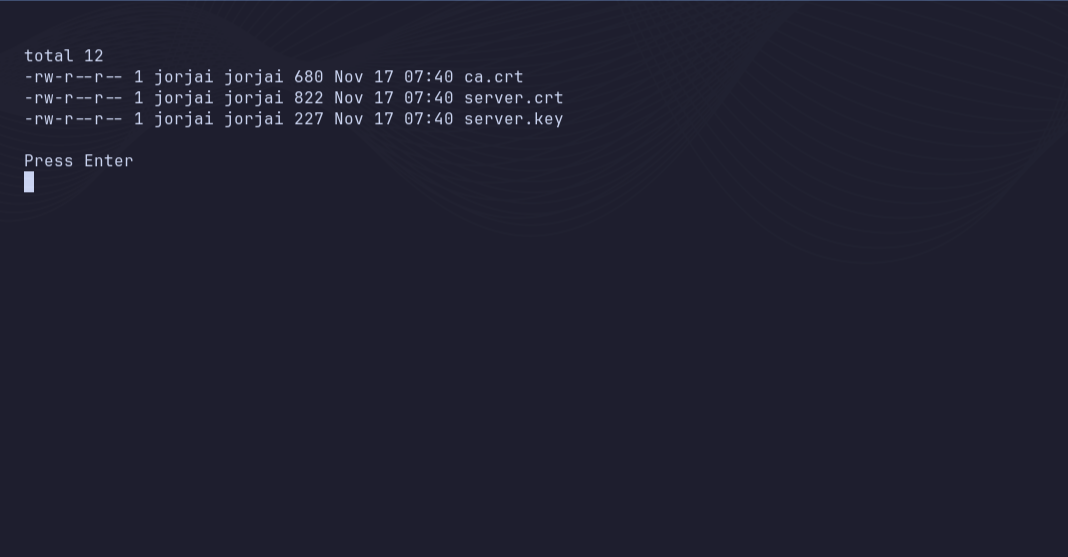 total 12
-rw-r--r-- 1 jorjai jorjai 680 Nov 17 07:40 ca.crt
-rw-r--r-- 1 jorjai jorjai 822 Nov 17 07:40 server.crt
-rw-r--r-- 1 jorjai jorjai 227 Nov 17 07:40 server.key
Press Enter